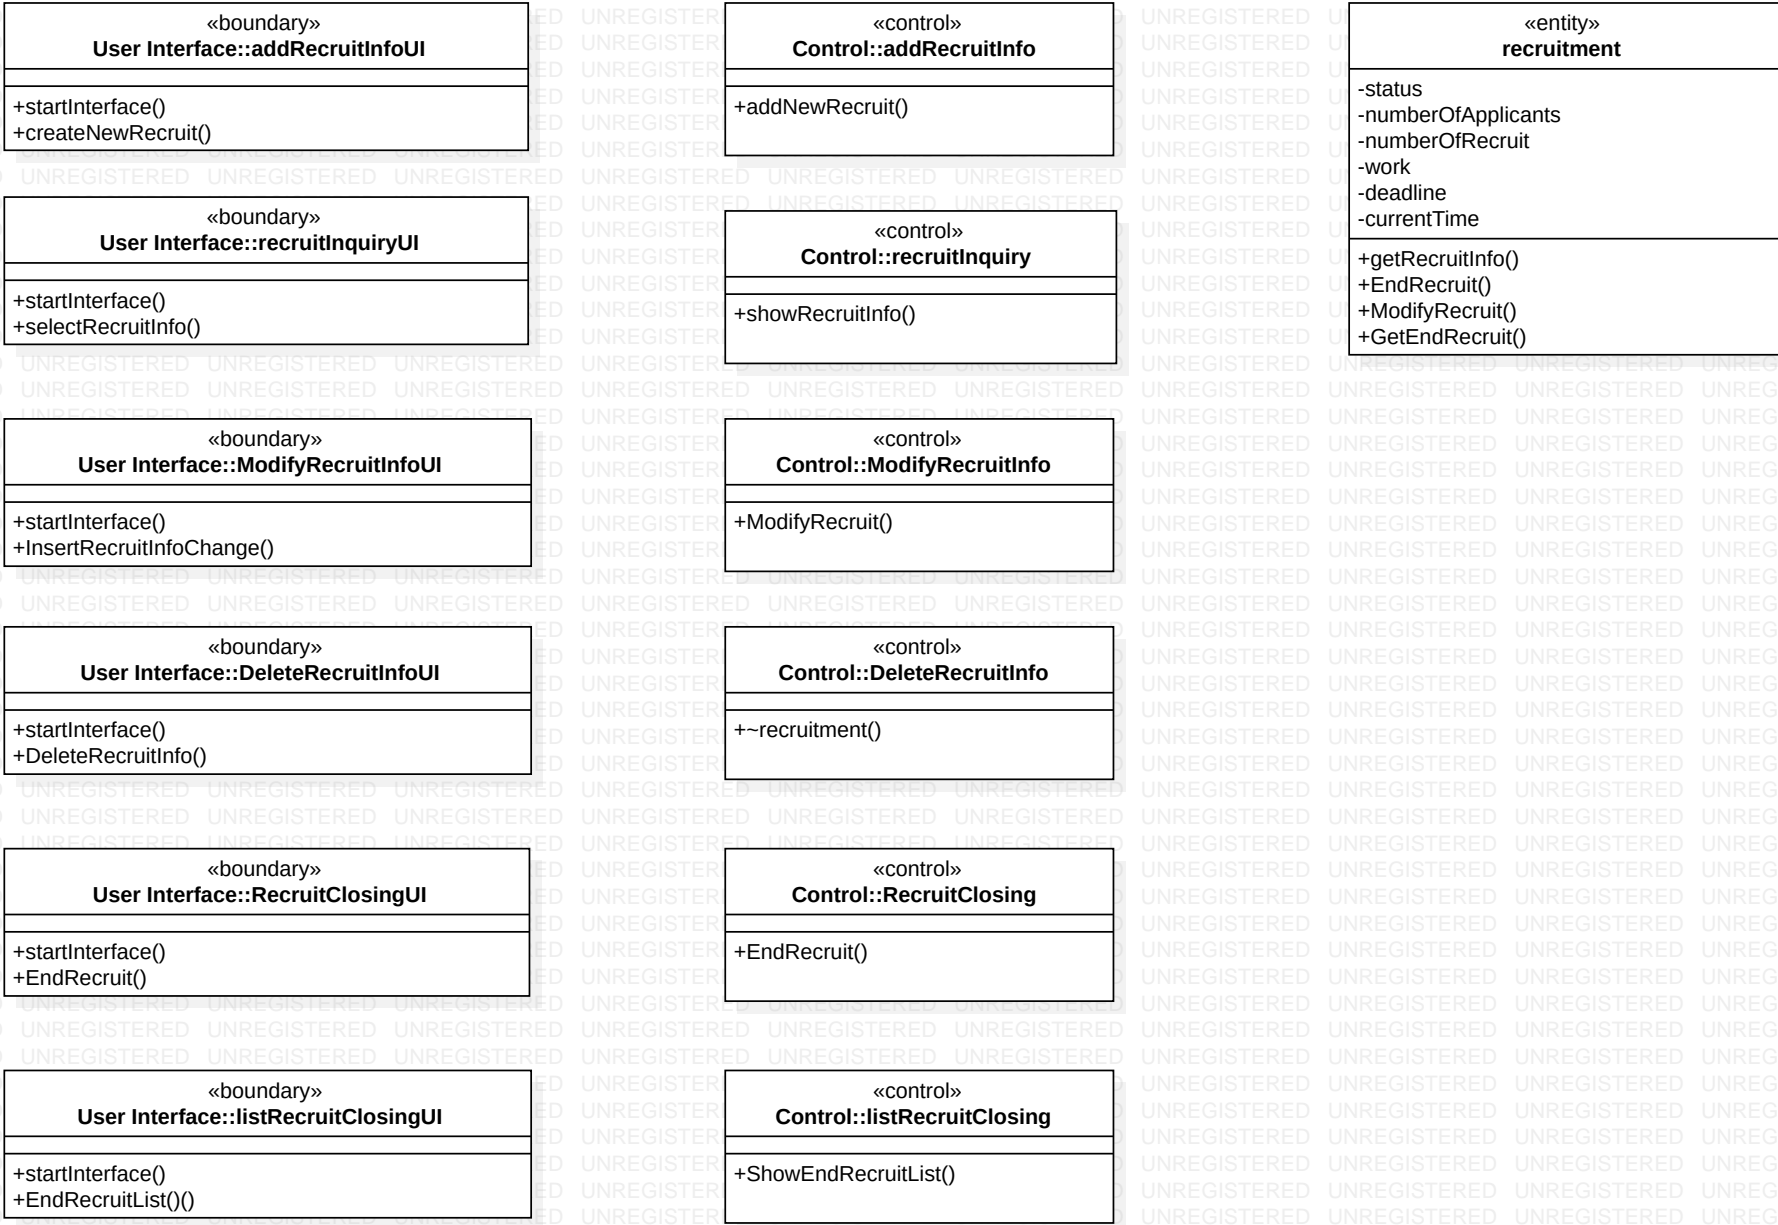 «boundary»
User Interface::addRecruitInfoUI
+startInterface()
+createNewRecruit()
«control»
Control::addRecruitInfo
+addNewRecruit()
«entity»
recruitment
-status
-numberOfApplicants
-numberOfRecruit
-work
-deadline
-currentTime
+getRecruitInfo()
+EndRecruit()
+ModifyRecruit()
+GetEndRecruit()
«boundary»
User Interface::recruitInquiryUI
+startInterface()
+selectRecruitInfo()
«control»
Control::recruitInquiry
+showRecruitInfo()
«boundary»
User Interface::ModifyRecruitInfoUI
+startInterface()
+InsertRecruitInfoChange()
«control»
Control::ModifyRecruitInfo
+ModifyRecruit()
«boundary»
User Interface::DeleteRecruitInfoUI
+startInterface()
+DeleteRecruitInfo()
«control»
Control::DeleteRecruitInfo
+~recruitment()
«boundary»
User Interface::RecruitClosingUI
+startInterface()
+EndRecruit()
«control»
Control::RecruitClosing
+EndRecruit()
«boundary»
User Interface::listRecruitClosingUI
+startInterface()
+EndRecruitList()()
«control»
Control::listRecruitClosing
+ShowEndRecruitList()
UNREGISTERED